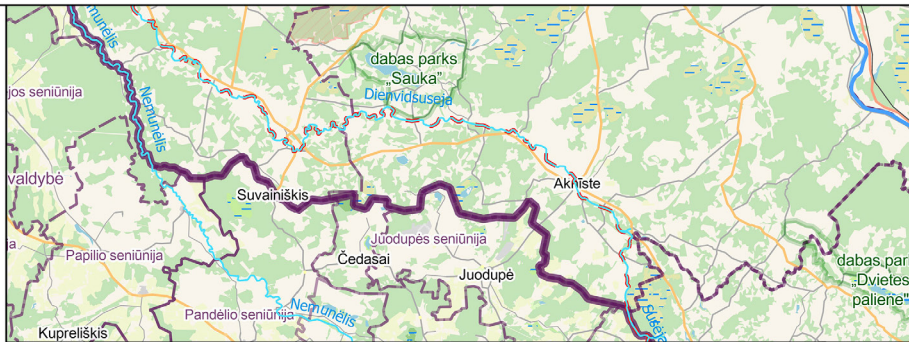 Nemunėlis
dabas parks
„Sauka”
Dienvidsuseja
jos seniūnija
Nemunėlis
valdybė
Suvainiškis
Aknīste
Papilio seniūnija
Juodupės seniūnija
Čedasai
Juodupė
dabas par
„Dvietes
paliene”
Nemunėlis
Pandėlio seniūnija
Susėja
Kupreliškis